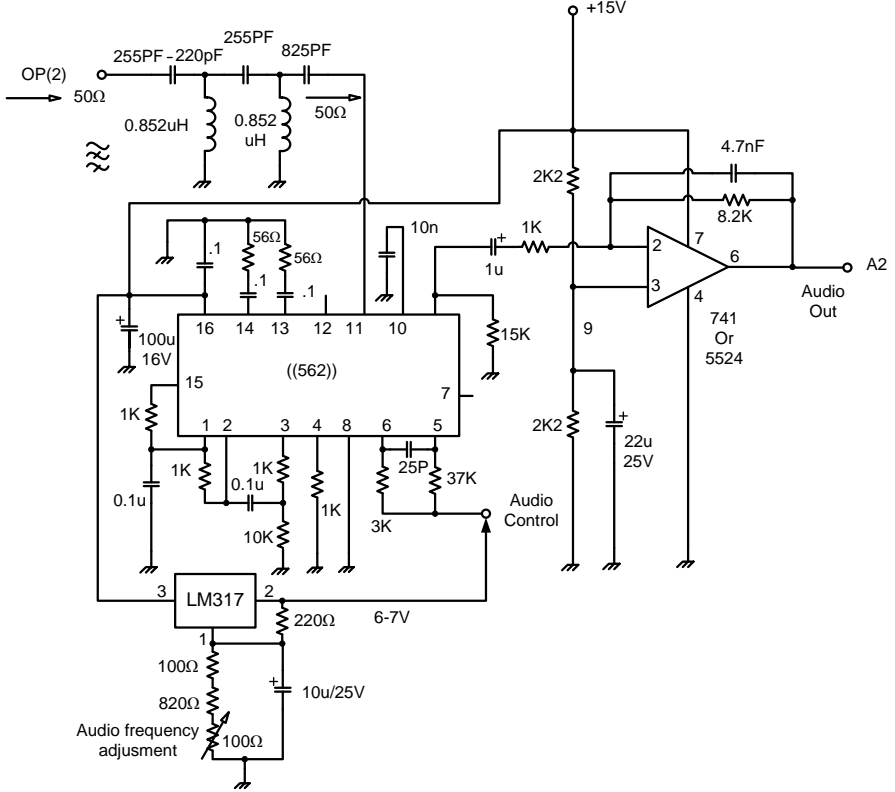 +15V
255PF
825PF
255PF - 220pF
OP(2)
50Ω
50Ω
0.852uH
0.852
uH
4.7nF
2K2
8.2K
10n
1K
56Ω
56Ω
.1
.1
.1
1u
2
7
6
3
4
A2
Audio
Out
741
Or
5524
16
14
13
12
11
10
9
15K
100u
16V
((562))
15
7
1K
1
2
3
4
8
6
5
2K2
22u
25V
1K
1K
25P
37K
0.1u
0.1u
1K
10K
3K
Audio
Control
3
LM317
2
6-7V
220Ω
1
100Ω
820Ω
10u/25V
Audio frequency
adjusment
100Ω